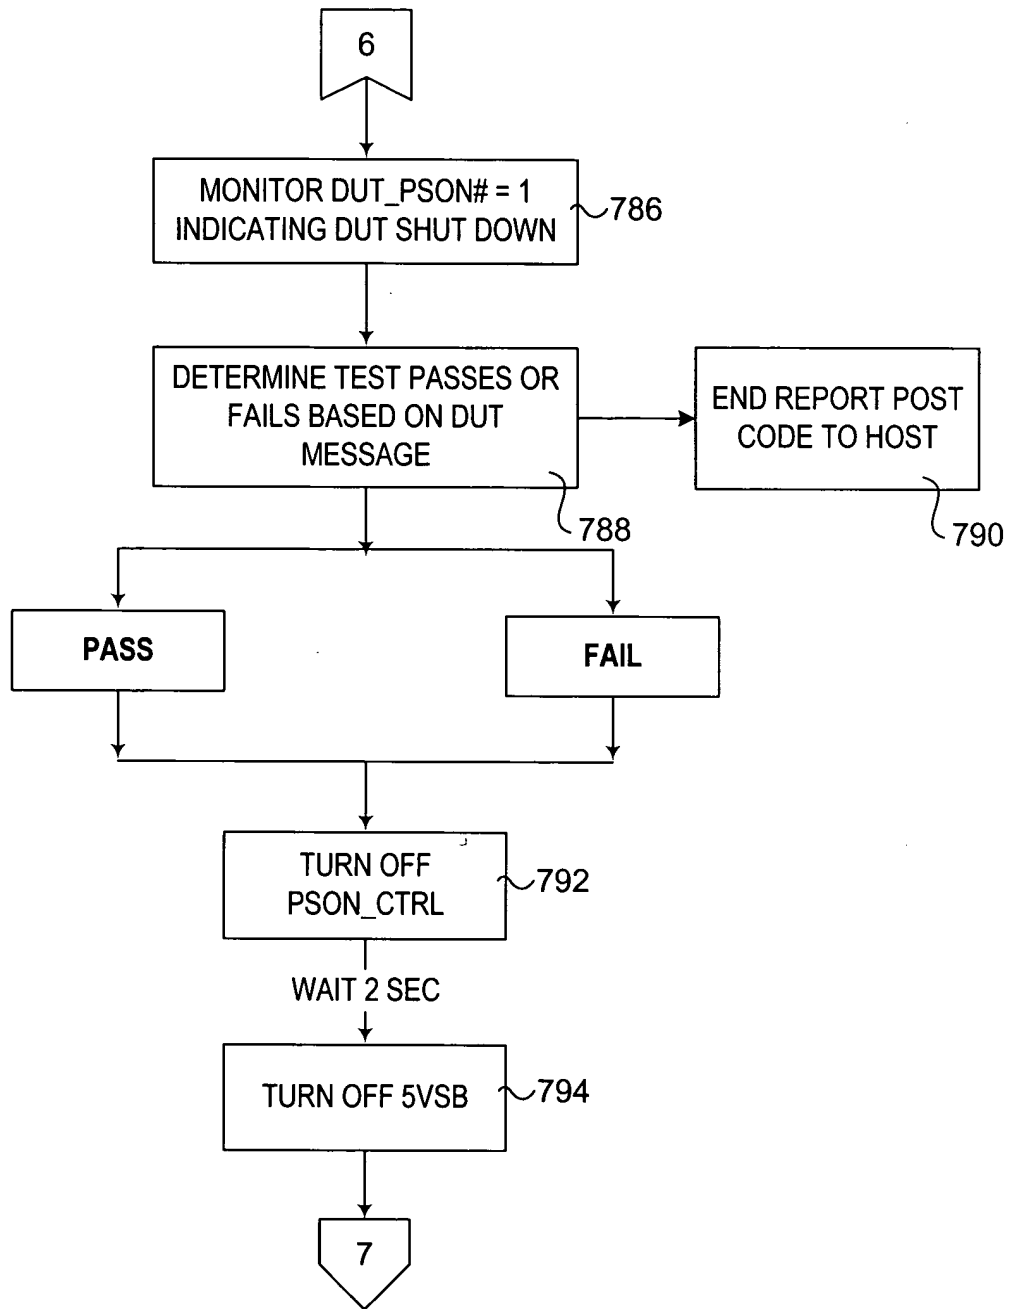 6
MONITOR DUT_PSON# = 1
INDICATING DUT SHUT DOWN
786
DETERMINE TEST PASSES OR
FAILS BASED ON DUT
MESSAGE
788
END REPORT POST
CODE TO HOST
790
PASS
FAIL
TURN OFF
PSON_CTRL
792
WAIT 2 SEC
TURN OFF 5VSB
794
7